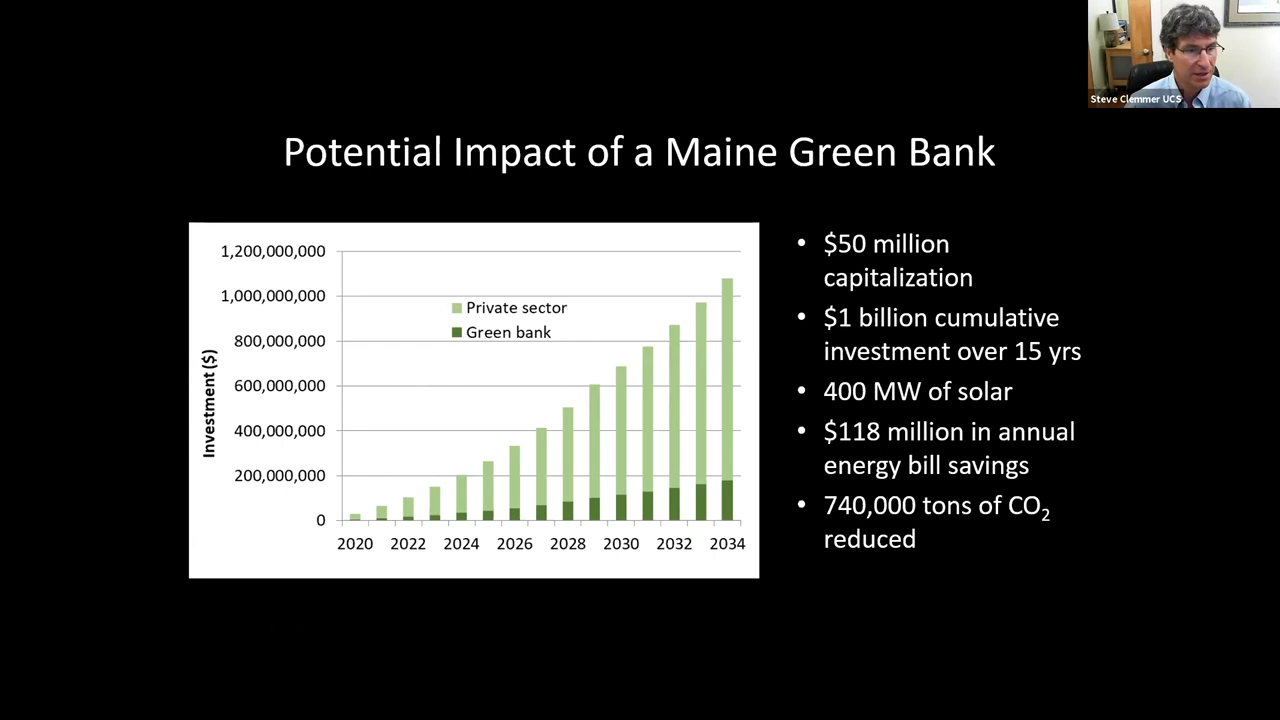 Steve Clemmer UCS
Potential Impact of a Maine Green Bank
1,200,000,000
1,000,000,000
800,000,000
600,000,000
400,000,000
200,000,000
0
Investment ($)
Private sector
Green bank
2020 2022 2024 2026 2028 2030 2032 2034
• $50 million
capitalization
• $1 billion cumulative
investment over 15 yrs
• 400 MW of solar
• $118 million in annual
energy bill savings
• 740,000 tons of CO₂
reduced